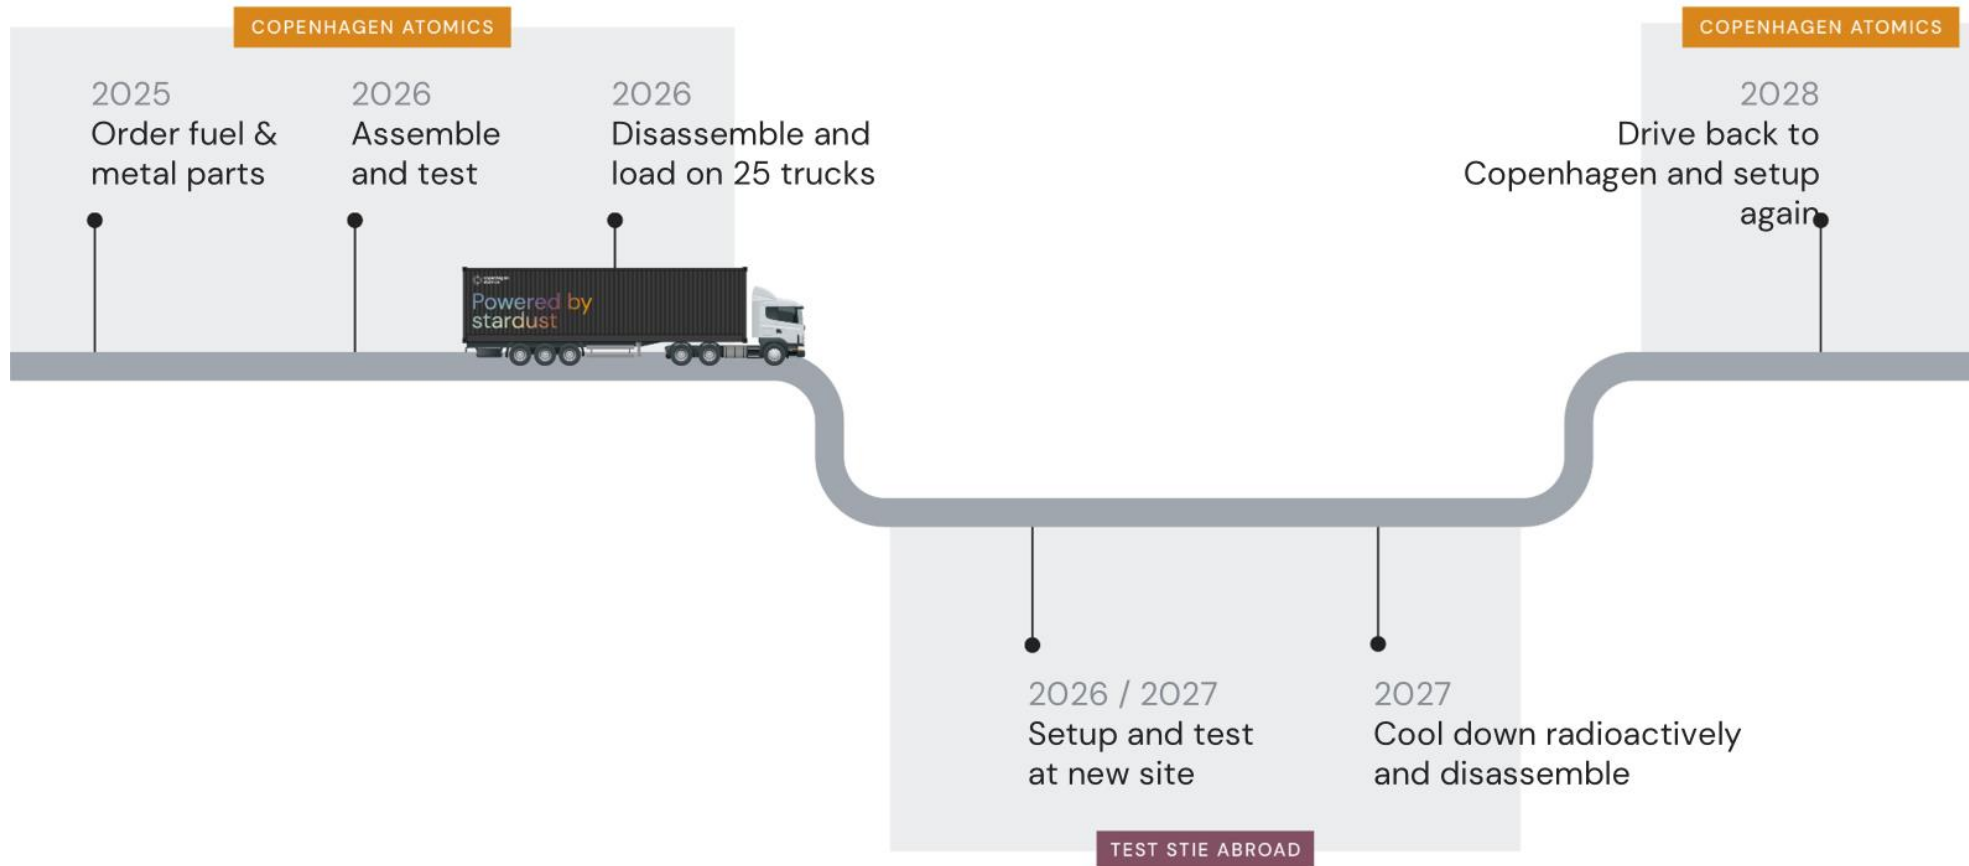 COPENHAGEN ATOMICS
2025
Order fuel &
metal parts
2026
Assemble
and test
2026
Disassemble and
load on 25 trucks
Powered by
stardust
COPENHAGEN ATOMICS
2028
Drive back to
Copenhagen and setup
again
2026 / 2027
Setup and test
at new site
2027
Cool down radioactively
and disassemble
TEST STIE ABROAD